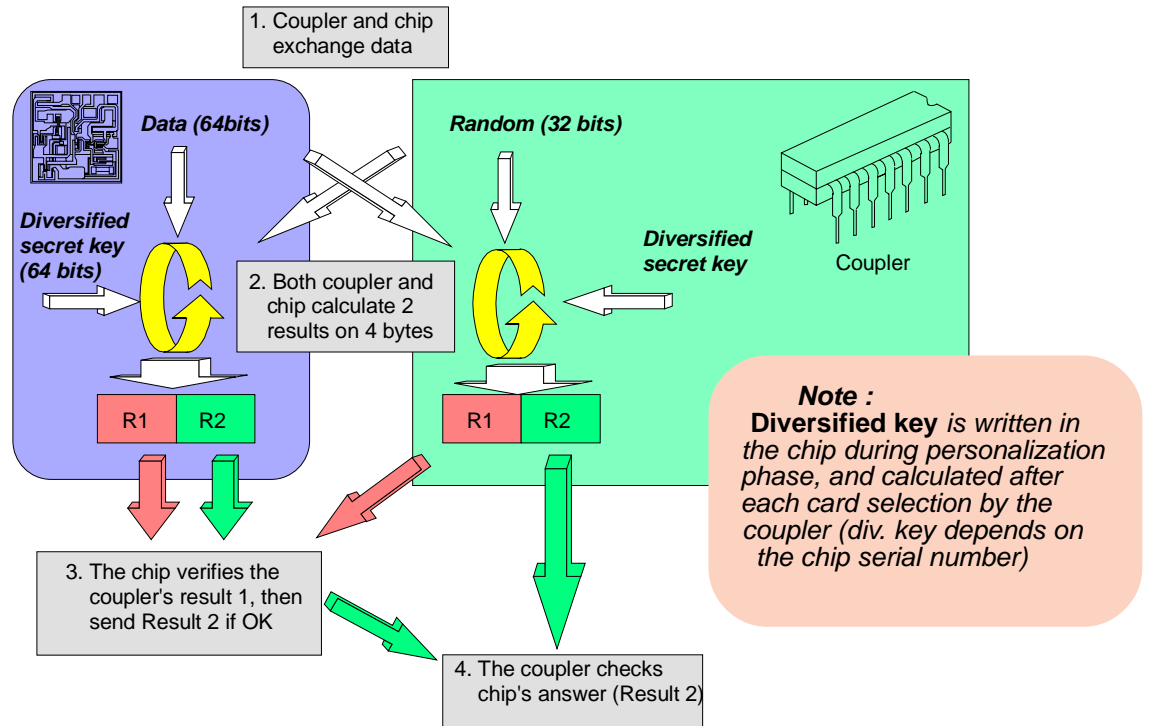 1. Coupler and chip
exchange data
Data (64bits)
Random (32 bits)
Diversified
secret key
(64 bits)
Diversified
secret key
Coupler
2. Both coupler and
chip calculate 2
results on 4 bytes
R1
R2
R1
R2
Note :
Diversified key is written in
the chip during personalization
phase, and calculated after
each card selection by the
coupler (div. key depends on
the chip serial number)
3. The chip verifies the
coupler's result 1, then
send Result 2 if OK
4. The coupler checks
chip's answer (Result 2)